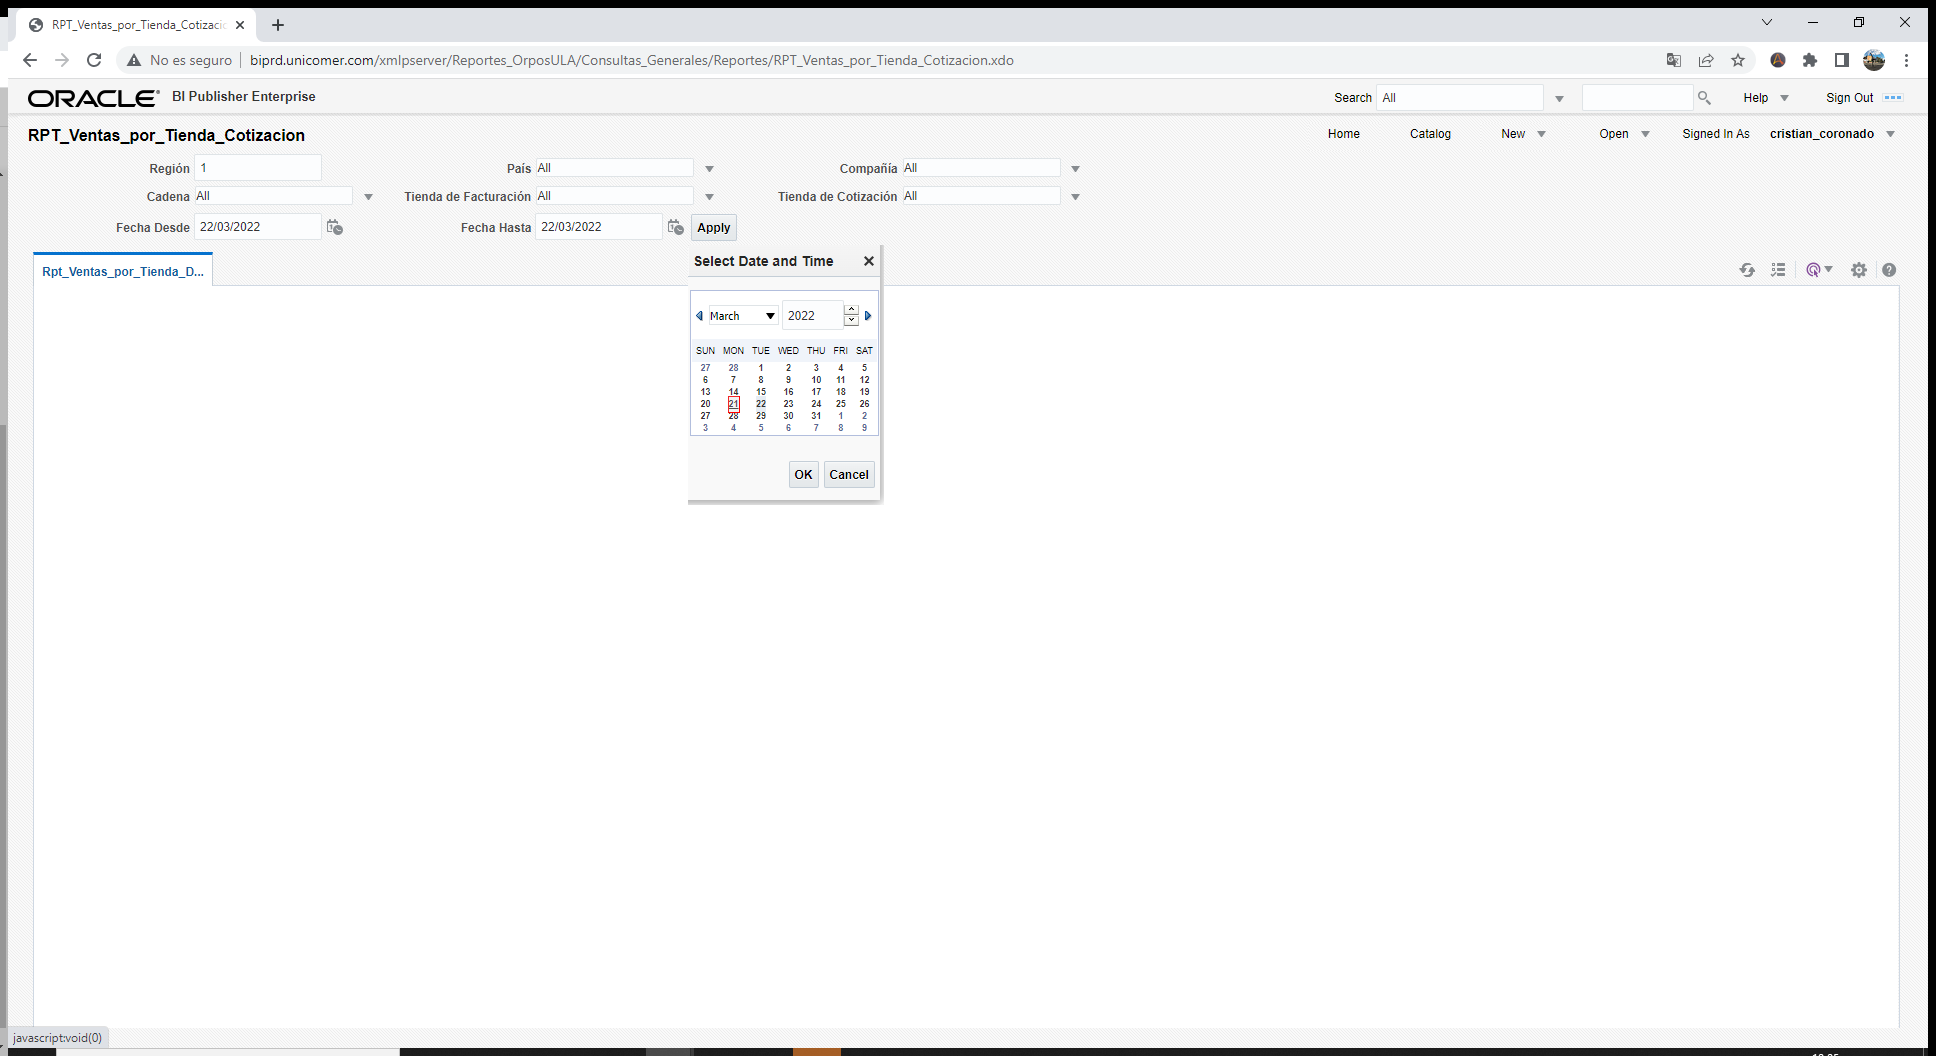 RPT_Ventas_por_Tienda_Cotizaci
No es seguro | biprd.unicomer.com/xmlpserver/Reportes_OrposULA/Consultas_Generales/Reportes/RPT_Ventas_por_Tienda_Cotizacion.xdo
ORACLE BI Publisher Enterprise Search All Help Sign Out
RPT_Ventas_por_Tienda_Cotizacion Home Catalog New Open Signed In As cristian_coronado
Región 1 País All Compañía All
Cadena All Tienda de Facturación All Tienda de Cotización All
Fecha Desde 22/03/2022 Fecha Hasta 22/03/2022 Apply
Rpt_Ventas_por_Tienda_D...
Select Date and Time
March 2022
SUN MON TUE WED THU FRI SAT
27 28 1 2 3 4 5
6 7 8 9 10 11 12
13 14 15 16 17 18 19
20 21 22 23 24 25 26
27 28 29 30 31 1 2
3 4 5 6 7 8 9
OK Cancel
javascript:void(0)